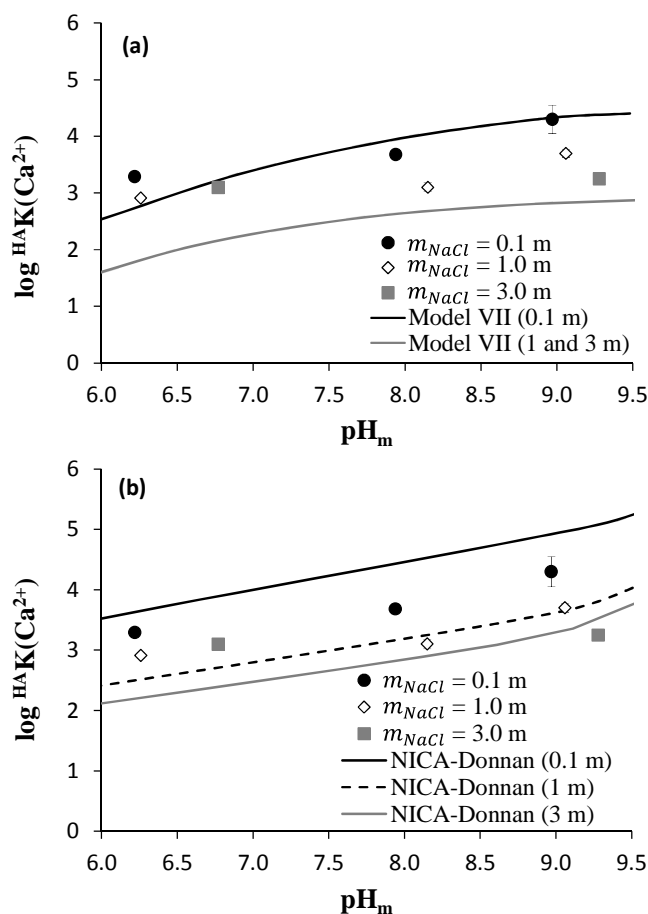 (a)
6
5
4
3
2
1
0
log ᴴᴬK(Ca²⁺)
m_NaCl = 0.1 m
m_NaCl = 1.0 m
m_NaCl = 3.0 m
Model VII (0.1 m)
Model VII (1 and 3 m)
6.0 6.5 7.0 7.5 8.0 8.5 9.0 9.5
pHₘ
(b)
6
5
4
3
2
1
0
log ᴴᴬK(Ca²⁺)
m_NaCl = 0.1 m
m_NaCl = 1.0 m
m_NaCl = 3.0 m
NICA-Donnan (0.1 m)
NICA-Donnan (1 m)
NICA-Donnan (3 m)
6.0 6.5 7.0 7.5 8.0 8.5 9.0 9.5
pHₘ